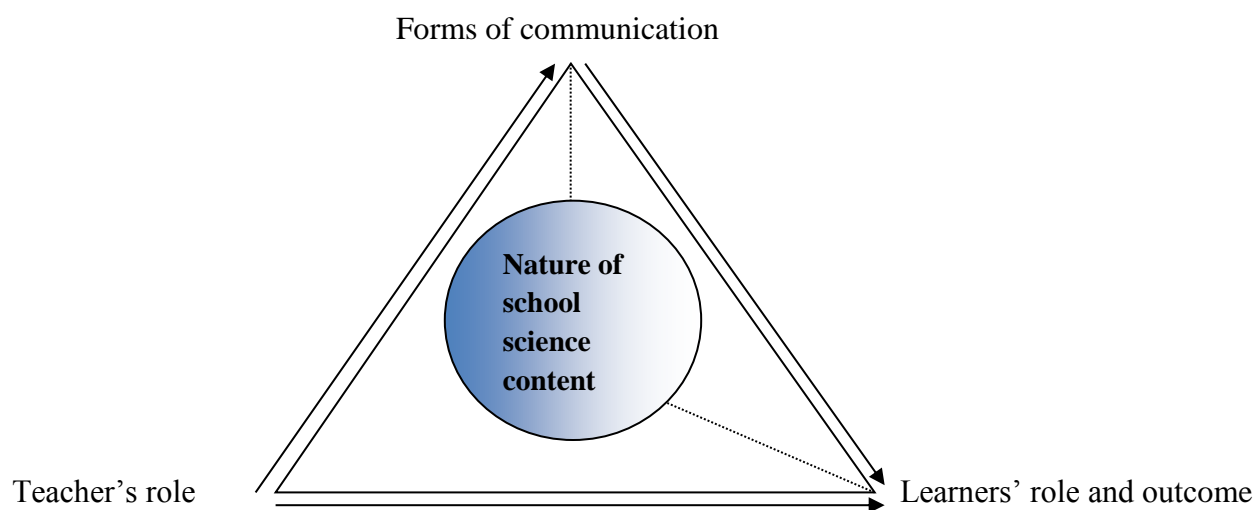 Forms of communication
Nature of
school
science
content
Teacher’s role
Learners’ role and outcome